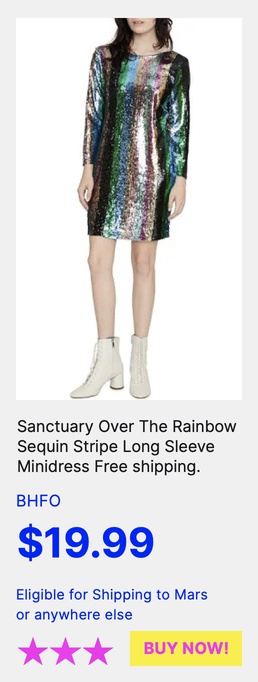 Sanctuary Over The Rainbow
Sequin Stripe Long Sleeve
Minidress Free shipping.
BHFO
$19.99
Eligible for Shipping to Mars
or anywhere else
BUY NOW!